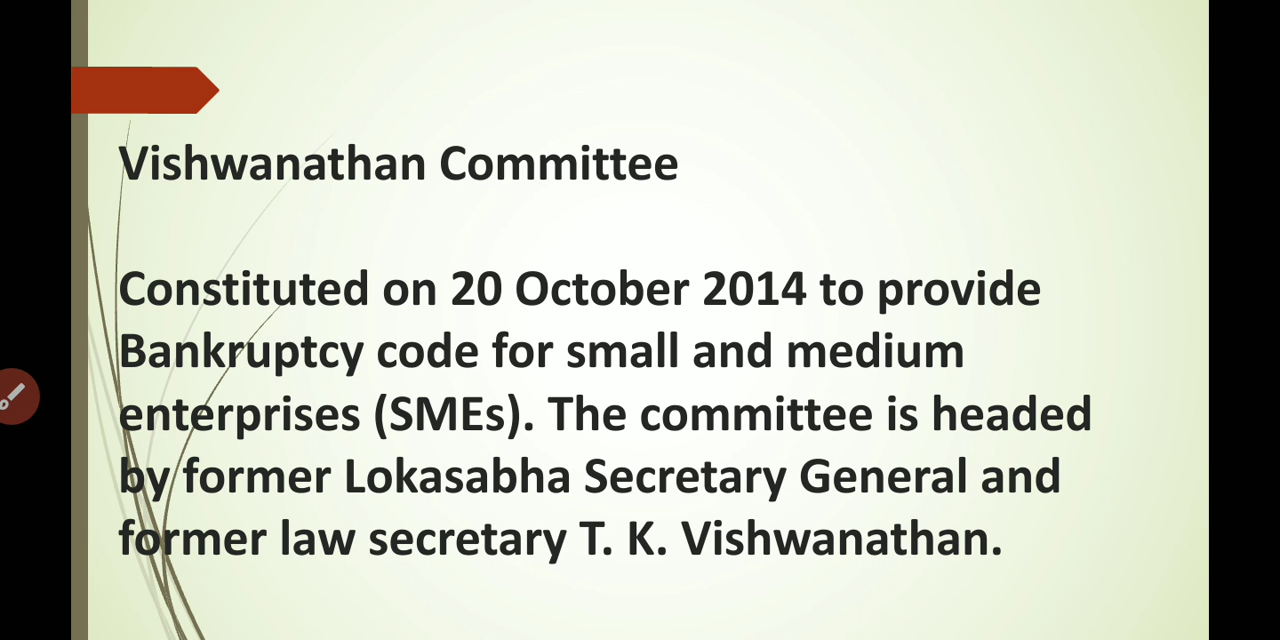 Vishwanathan Committee
Constituted on 20 October 2014 to provide
Bankruptcy code for small and medium
enterprises (SMEs). The committee is headed
by former Lokasabha Secretary General and
former law secretary T. K. Vishwanathan.